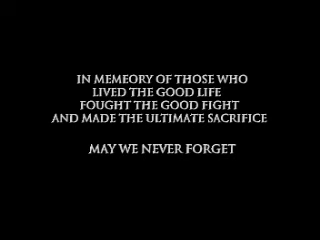 IN MEMEORY OF THOSE WHO
LIVED THE GOOD LIFE
FOUGHT THE GOOD FIGHT
AND MADE THE ULTIMATE SACRIFICE
MAY WE NEVER FORGET